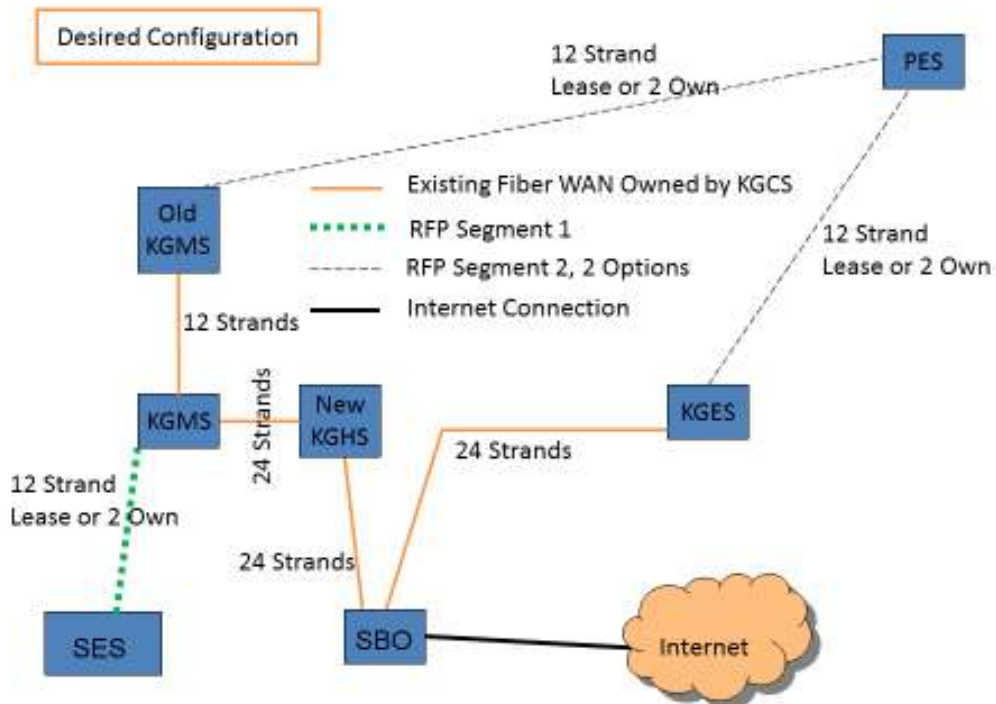 Desired Configuration
12 Strand
Lease or 2 Own
PES
Existing Fiber WAN Owned by KGCS
RFP Segment 1
RFP Segment 2, 2 Options
Internet Connection
Old
KGMS
12 Strand
Lease or 2 Own
12 Strands
KGMS
24 Strands
New
KGHS
KGES
24 Strands
12 Strand
Lease or 2 Own
24 Strands
SES
SBO
Internet